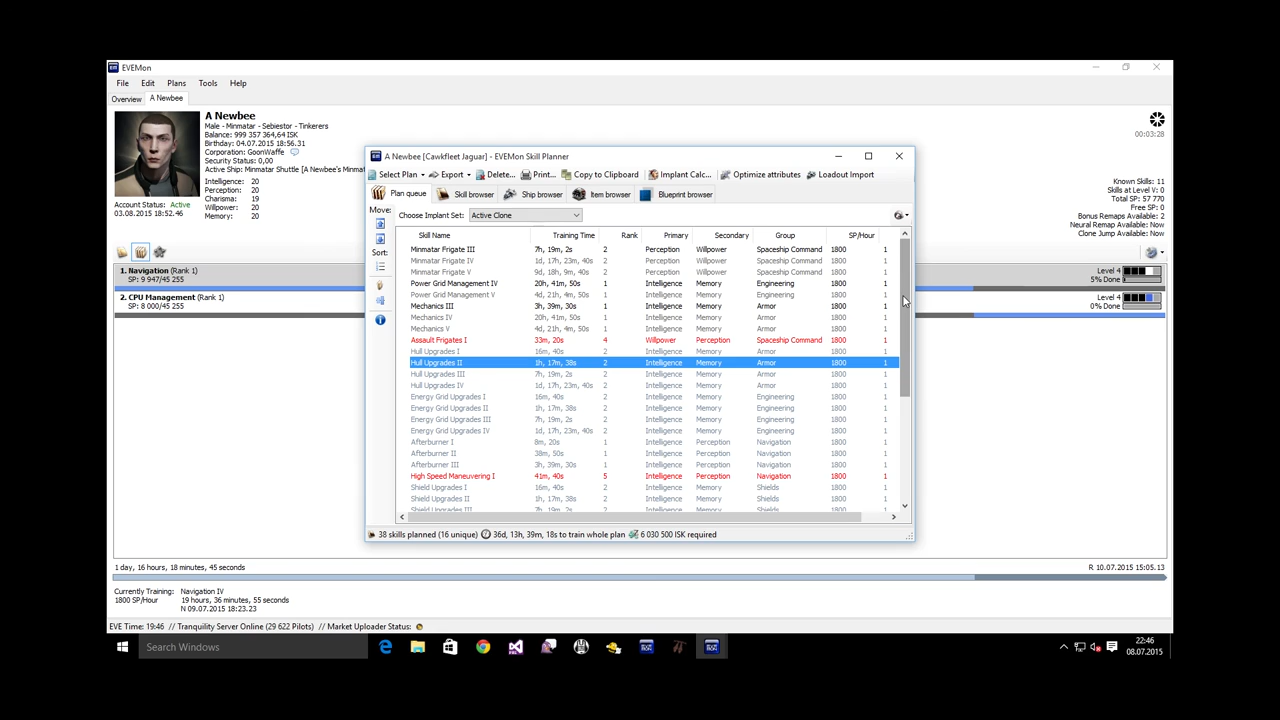 EVEMon
File Edit Plans Tools Help
Overview A Newbee
A Newbee
Male - Minmatar - Sebiestor - Tinkerers
Balance: 999 357 364,64 ISK
Birthday: 04.07.2015 18:56.31
Corporation: GoonWaffe
Security Status: 0,00
Active Ship: Minmatar Shuttle [A Newbee's Minmat
Intelligence: 20
Perception: 20
Charisma: 19
Willpower: 20
Memory: 20
Account Status: Active
03.08.2015 18:52.46
00:03:28
Known Skills: 11
Skills at Level V: 0
Total SP: 57 770
Free SP: 0
Bonus Remaps Available: 2
Neural Remap Available: Now
Clone Jump Available: Now
1. Navigation (Rank 1)
SP: 9 947/45 255
Level 4
5% Done
2. CPU Management (Rank 1)
SP: 8 000/45 255
Level 4
0% Done
A Newbee [Cawkfleet Jaguar] - EVEMon Skill Planner
Select Plan Export Delete... Print... Copy to Clipboard Implant Calc... Optimize attributes Loadout Import
Plan queue Skill browser Ship browser Item browser Blueprint browser
Move:
Sort:
Choose Implant Set: Active Clone
Skill Name Training Time Rank Primary Secondary Group SP/Hour
Minmatar Frigate III 7h, 19m, 2s 2 Perception Willpower Spaceship Command 1800 1
Minmatar Frigate IV 1d, 17h, 23m, 40s 2 Perception Willpower Spaceship Command 1800 1
Minmatar Frigate V 9d, 18h, 9m, 40s 2 Perception Willpower Spaceship Command 1800 1
Power Grid Management IV 20h, 41m, 50s 1 Intelligence Memory Engineering 1800 1
Power Grid Management V 4d, 21h, 4m, 50s 1 Intelligence Memory Engineering 1800 1
Mechanics III 3h, 39m, 30s 1 Intelligence Memory Armor 1800 1
Mechanics IV 20h, 41m, 50s 1 Intelligence Memory Armor 1800 1
Mechanics V 4d, 21h, 4m, 50s 1 Intelligence Memory Armor 1800 1
Assault Frigates I 33m, 20s 4 Willpower Perception Spaceship Command 1800 1
Hull Upgrades I 16m, 40s 2 Intelligence Memory Armor 1800 1
Hull Upgrades II 1h, 17m, 38s 2 Intelligence Memory Armor 1800 1
Hull Upgrades III 7h, 19m, 2s 2 Intelligence Memory Armor 1800 1
Hull Upgrades IV 1d, 17h, 23m, 40s 2 Intelligence Memory Armor 1800 1
Energy Grid Upgrades I 16m, 40s 2 Intelligence Memory Engineering 1800 1
Energy Grid Upgrades II 1h, 17m, 38s 2 Intelligence Memory Engineering 1800 1
Energy Grid Upgrades III 7h, 19m, 2s 2 Intelligence Memory Engineering 1800 1
Energy Grid Upgrades IV 1d, 17h, 23m, 40s 2 Intelligence Memory Engineering 1800 1
Afterburner I 8m, 20s 1 Intelligence Perception Navigation 1800 1
Afterburner II 38m, 50s 1 Intelligence Perception Navigation 1800 1
Afterburner III 3h, 39m, 30s 1 Intelligence Perception Navigation 1800 1
High Speed Maneuvering I 41m, 40s 5 Intelligence Perception Navigation 1800 1
Shield Upgrades I 16m, 40s 2 Intelligence Memory Shields 1800 1
Shield Upgrades II 1h, 17m, 38s 2 Intelligence Memory Shields 1800 1
Shield Upgrades III 7h, 19m, 2s 2 Intelligence Memory Shields 1800 1
38 skills planned (16 unique) 36d, 13h, 39m, 18s to train whole plan 6 030 500 ISK required
1 day, 16 hours, 18 minutes, 45 seconds R 10.07.2015 15:05.13
Currently Training: Navigation IV
1800 SP/Hour 19 hours, 36 minutes, 55 seconds
N 09.07.2015 18:23.23
EVE Time: 19:46 // Tranquility Server Online (29 622 Pilots) // Market Uploader Status:
Search Windows
22:46
08.07.2015